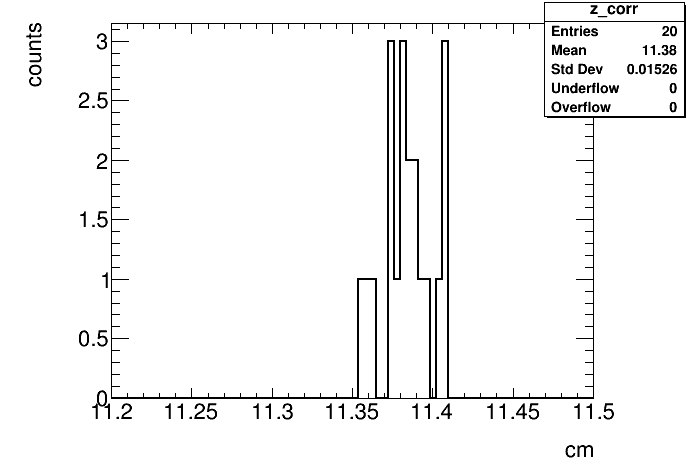 z_corr
Entries 20
Mean 11.38
Std Dev 0.01526
Underflow 0
Overflow 0
counts
3
2.5
2
1.5
1
0.5
0
11.2 11.25 11.3 11.35 11.4 11.45 11.5
cm